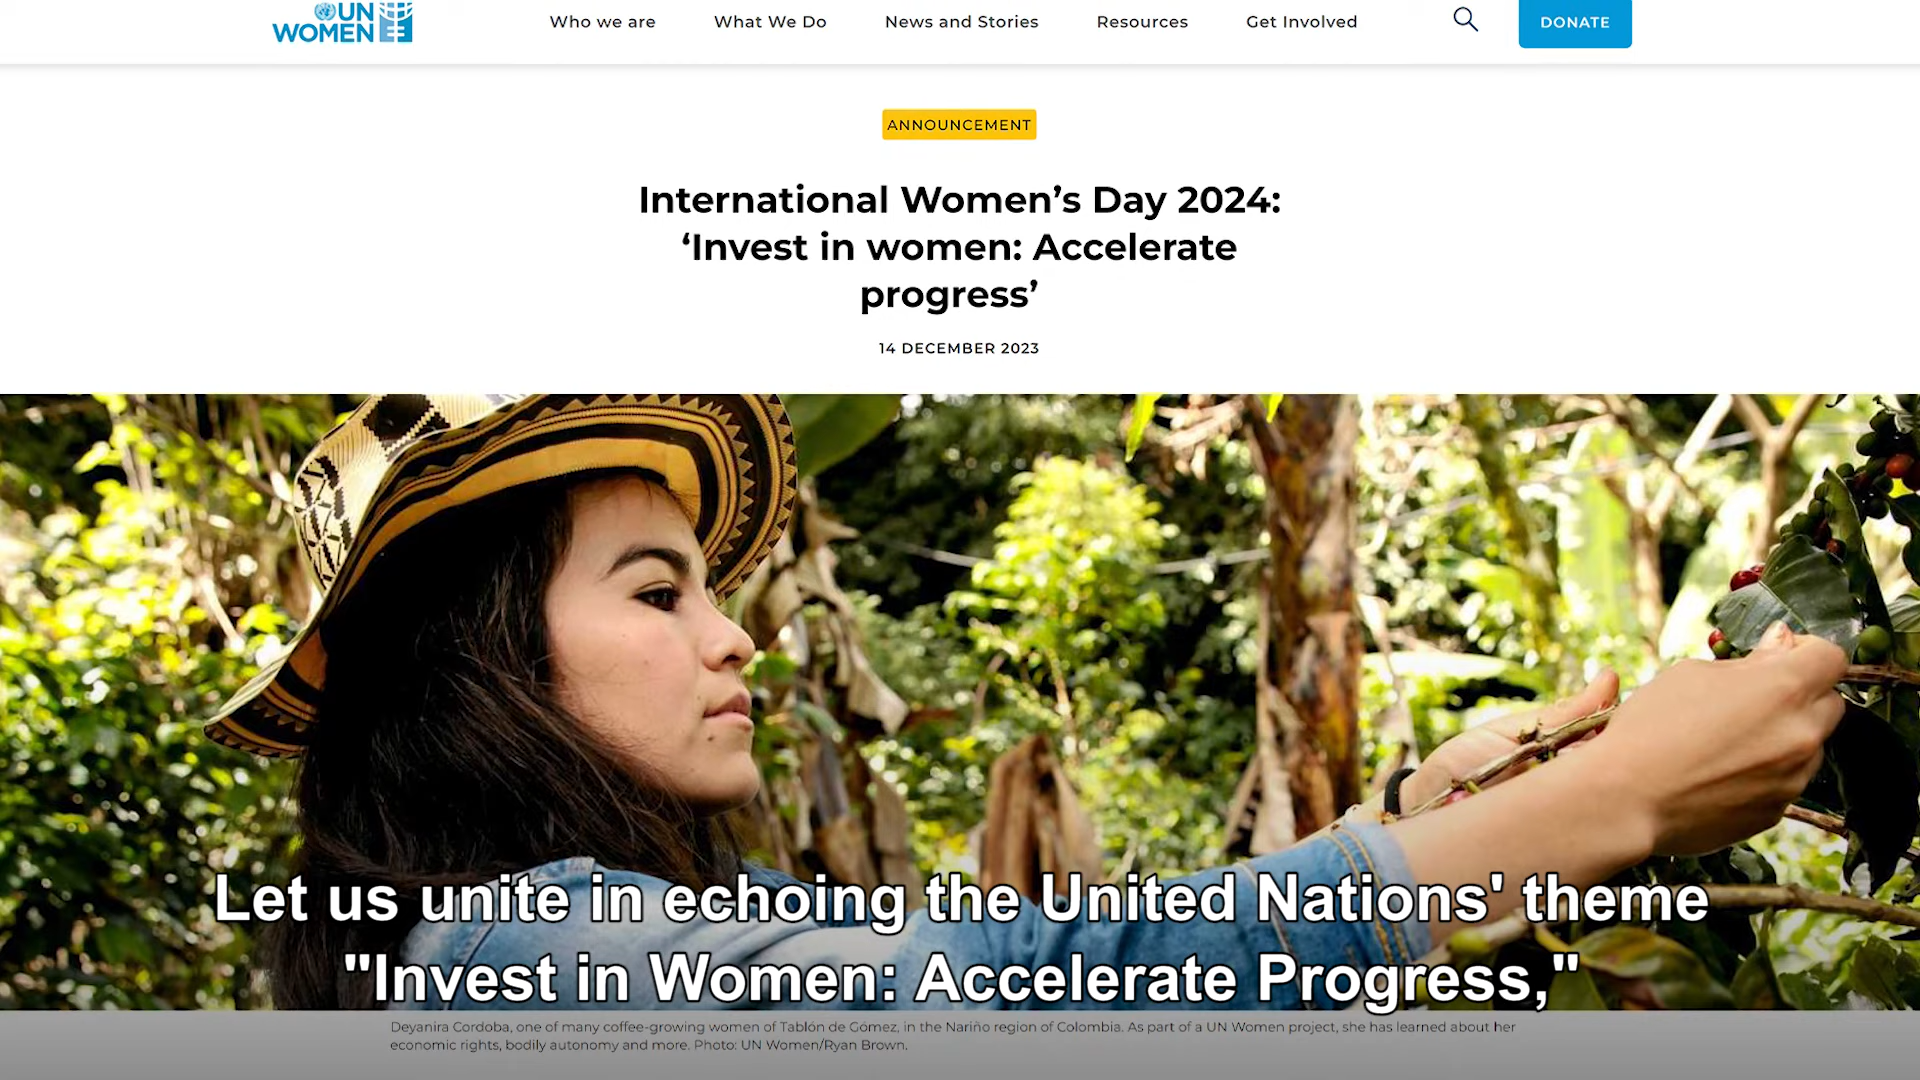 UN
WOMEN
Who we are
What We Do
News and Stories
Resources
Get Involved
DONATE
ANNOUNCEMENT
International Women’s Day 2024:
‘Invest in women: Accelerate
progress’
14 DECEMBER 2023
Let us unite in echoing the United Nations' theme
"Invest in Women: Accelerate Progress,"
Deyanira Cordoba, one of many coffee-growing women of Tablón de Gómez, in the Nariño region of Colombia. As part of a UN Women project, she has learned about her
economic rights, bodily autonomy and more. Photo: UN Women/Ryan Brown.